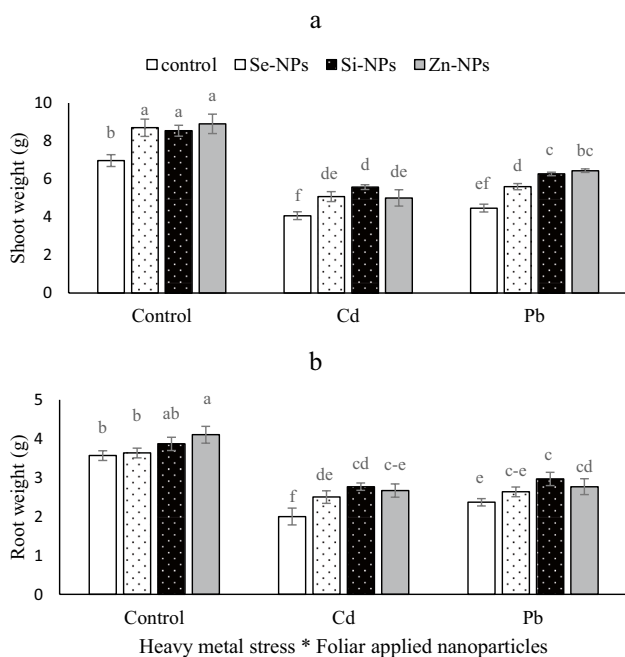 a
control Se-NPs Si-NPs Zn-NPs
Shoot weight (g)
10
8
6
4
2
0
b a a a
f de d de
ef d c bc
Control Cd Pb
b
Root weight (g)
5
4
3
2
1
0
b b ab a
f de cd c-e
e c-e c cd
Control Cd Pb
Heavy metal stress * Foliar applied nanoparticles